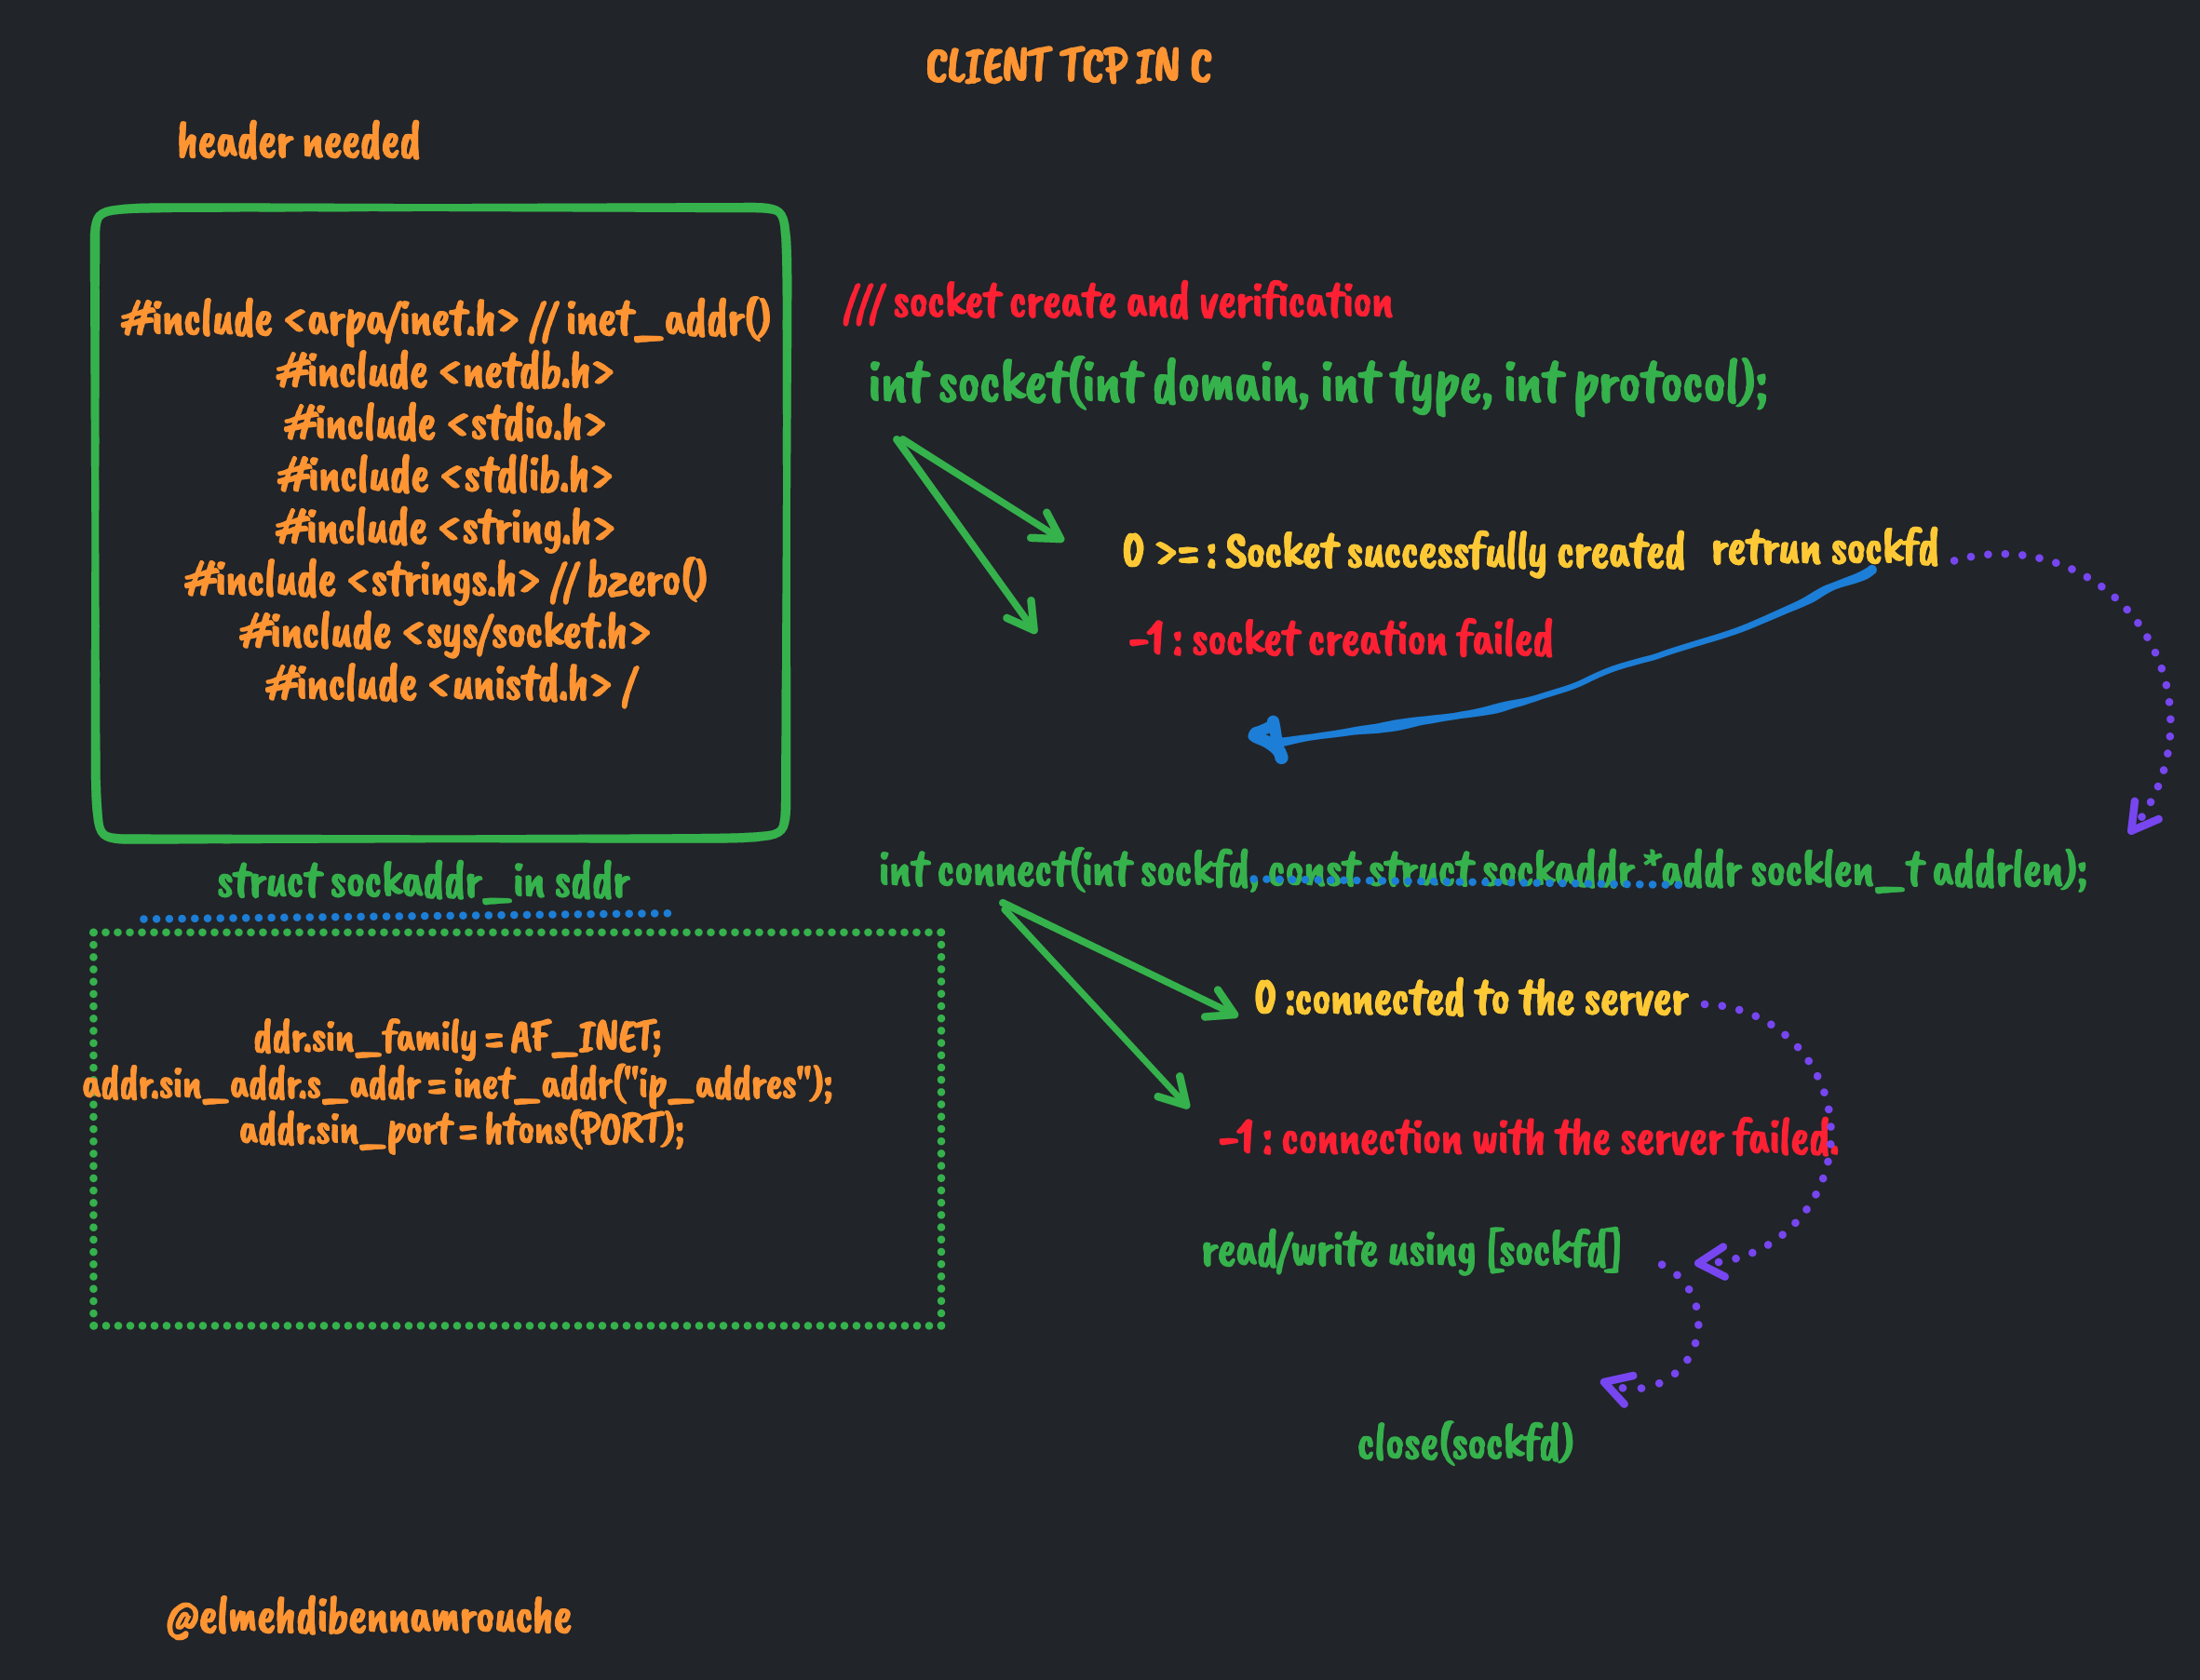 CLIENT TCP IN C
header needed
#include <arpa/inet.h> // inet_addr()
#include <netdb.h>
#include <stdio.h>
#include <stdlib.h>
#include <string.h>
#include <strings.h> // bzero()
#include <sys/socket.h>
#include <unistd.h> /
/// socket create and verification
int socket(int domain, int type, int protocol);
0 >= : Socket successfully created retrun sockfd
-1 : socket creation failed
struct sockaddr_in sddr
ddr.sin_family = AF_INET;
addr.sin_addr.s_addr = inet_addr("ip_addres");
addr.sin_port = htons(PORT);
int connect(int sockfd, const struct sockaddr *addr socklen_t addrlen);
0 :connected to the server
-1 : connection with the server failed.
read/write using [sockfd]
close(sockfd)
@elmehdibennamrouche